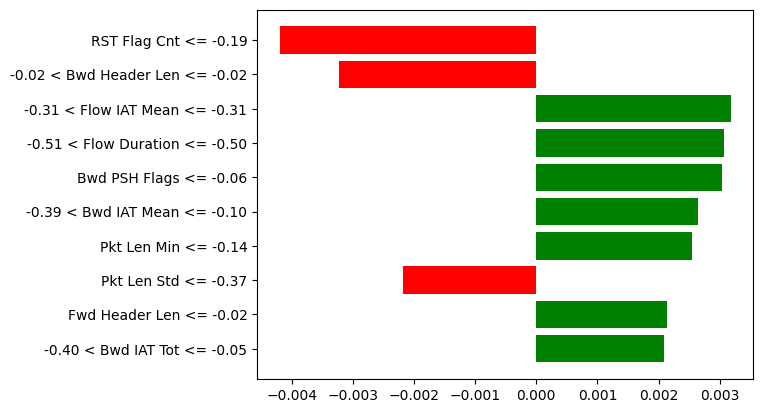 RST Flag Cnt <= -0.19
-0.02 < Bwd Header Len <= -0.02
-0.31 < Flow IAT Mean <= -0.31
-0.51 < Flow Duration <= -0.50
Bwd PSH Flags <= -0.06
-0.39 < Bwd IAT Mean <= -0.10
Pkt Len Min <= -0.14
Pkt Len Std <= -0.37
Fwd Header Len <= -0.02
-0.40 < Bwd IAT Tot <= -0.05
−0.004 −0.003 −0.002 −0.001 0.000 0.001 0.002 0.003